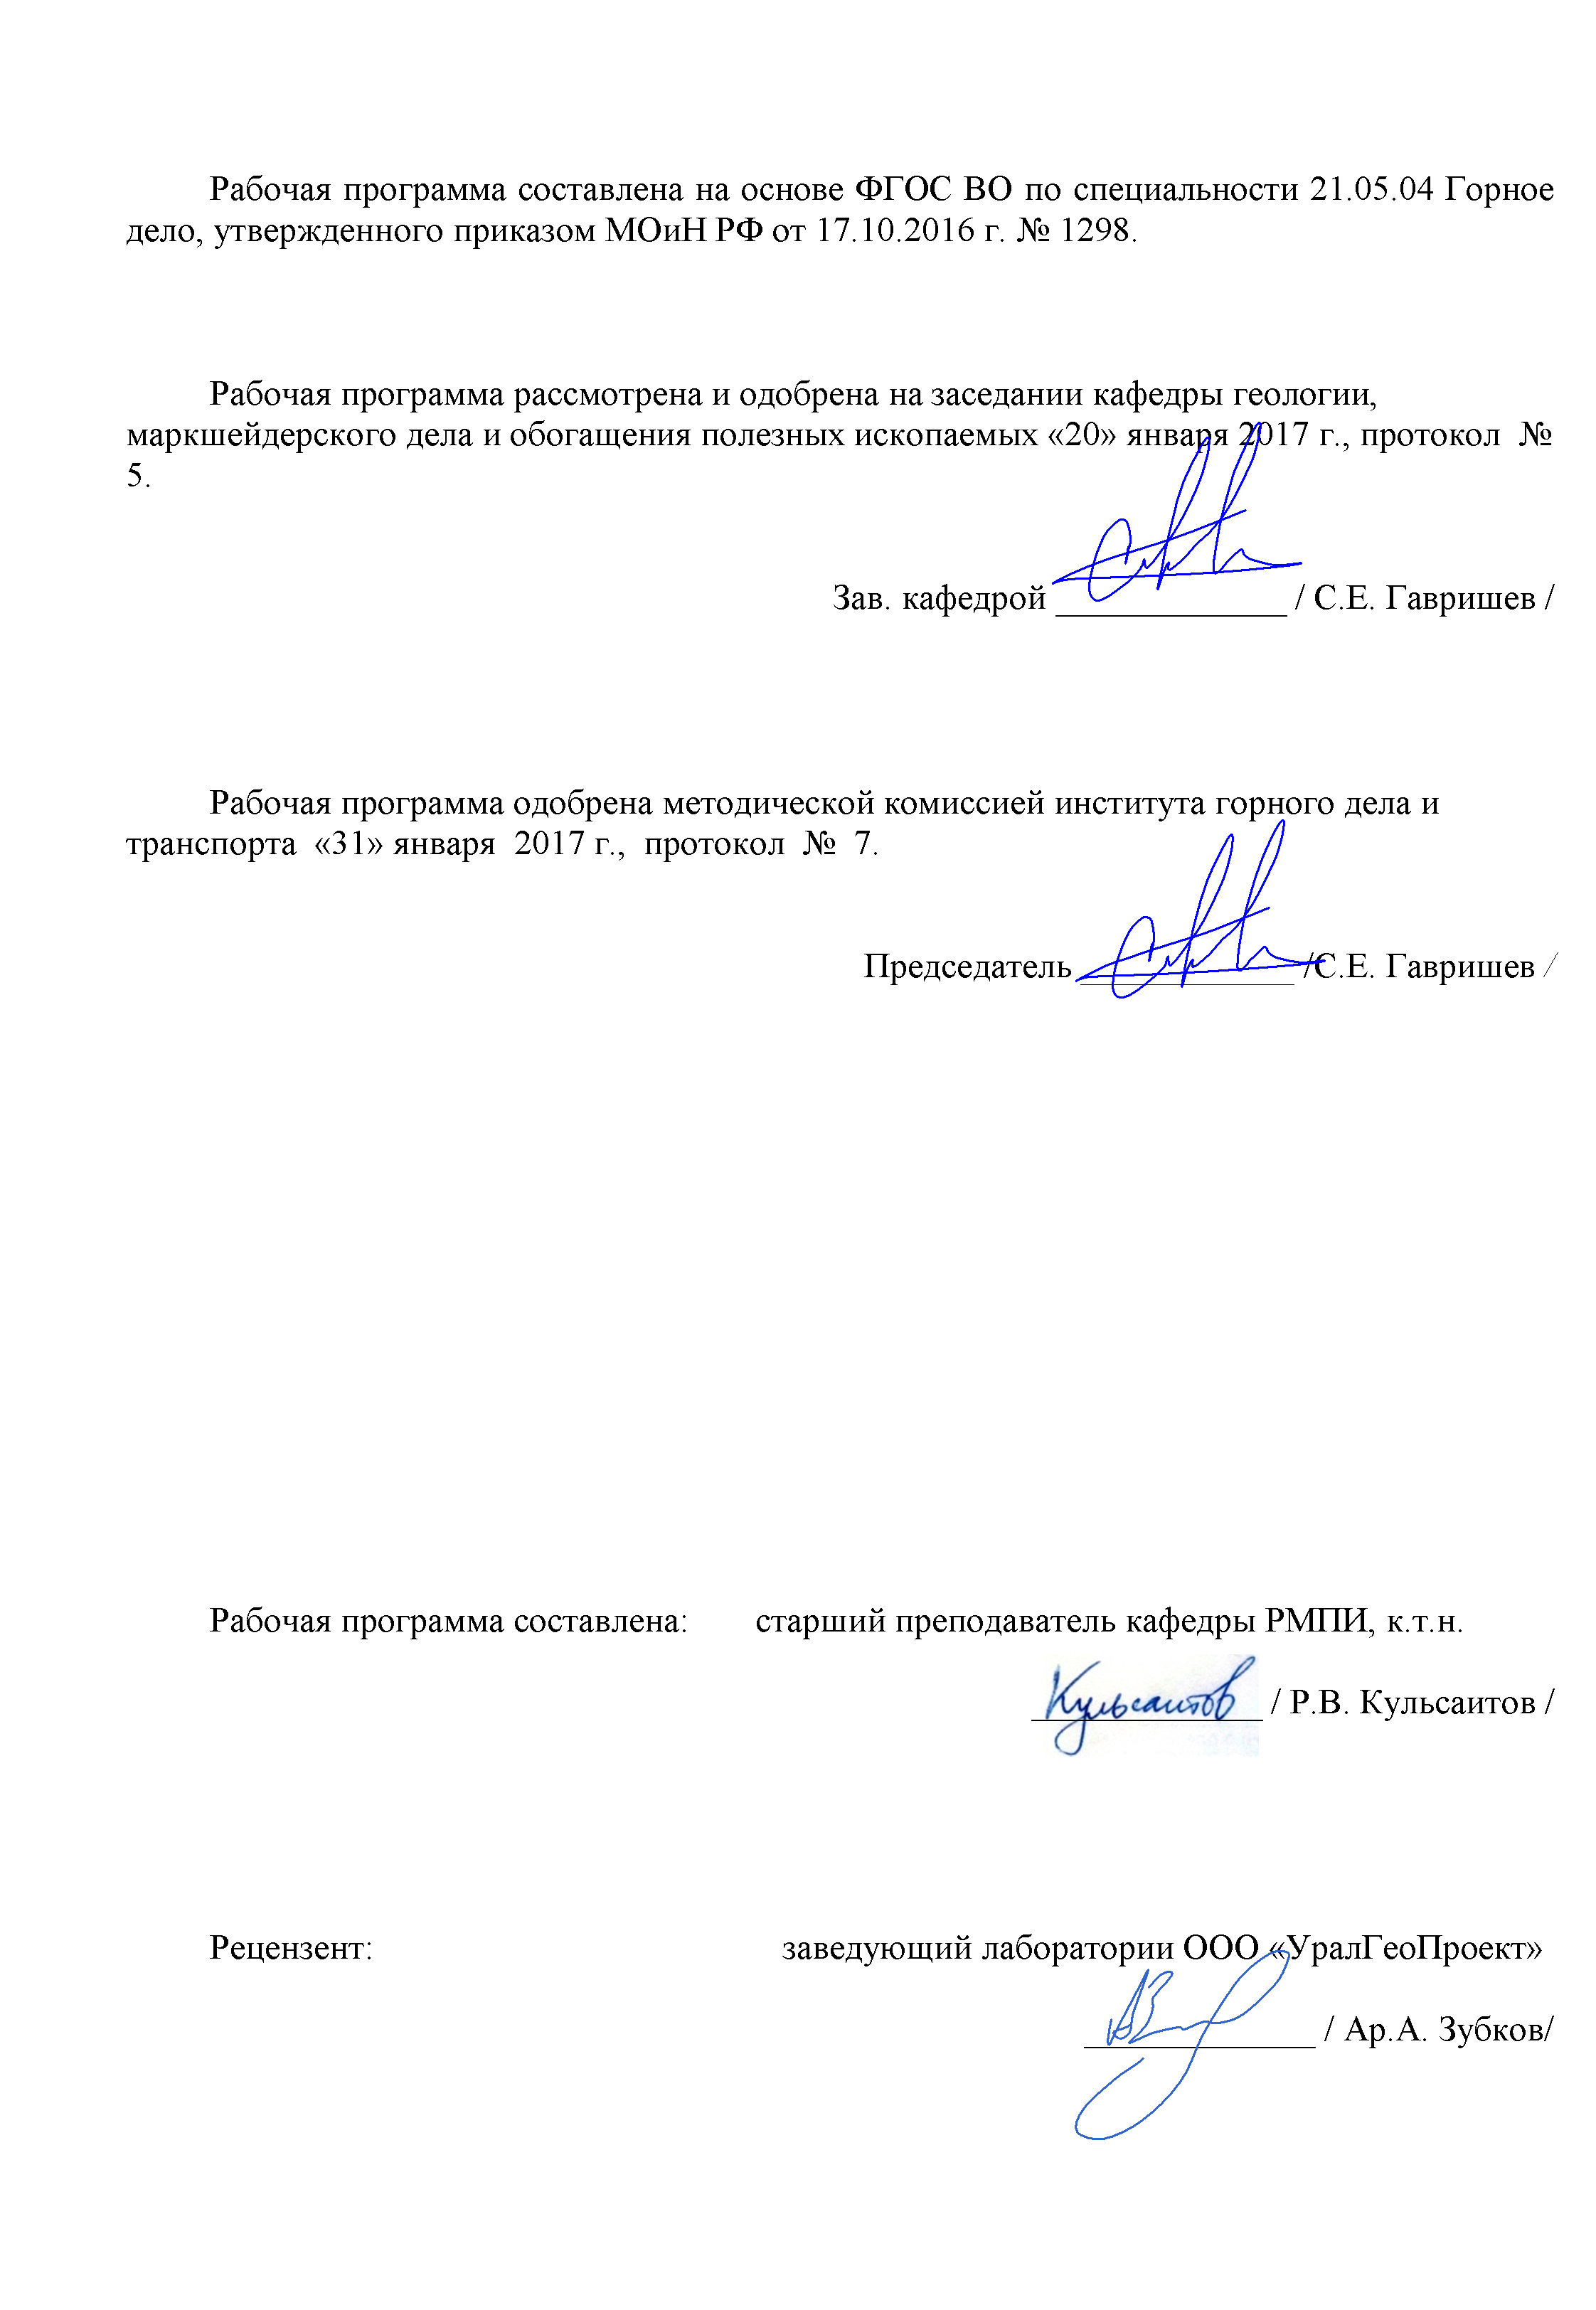 Рабочая программа составлена на основе ФГОС ВО по специальности 21.05.04 Горное
дело, утвержденного приказом МОиН РФ от 17.10.2016 г. № 1298.
Рабочая программа рассмотрена и одобрена на заседании кафедры геологии,
маркшейдерского дела и обогащения полезных ископаемых «20» января 2017 г., протокол №
5.
Зав. кафедрой _____________ / С.Е. Гавришев /
Рабочая программа одобрена методической комиссией института горного дела и
транспорта «31» января 2017 г., протокол № 7.
Председатель ____________ /С.Е. Гавришев /
Рабочая программа составлена: старший преподаватель кафедры РМПИ, к.т.н.
Кульсаитов / Р.В. Кульсаитов /
Рецензент: заведующий лаборатории ООО «УралГеоПроект»
_____________ / Ар.А. Зубков/